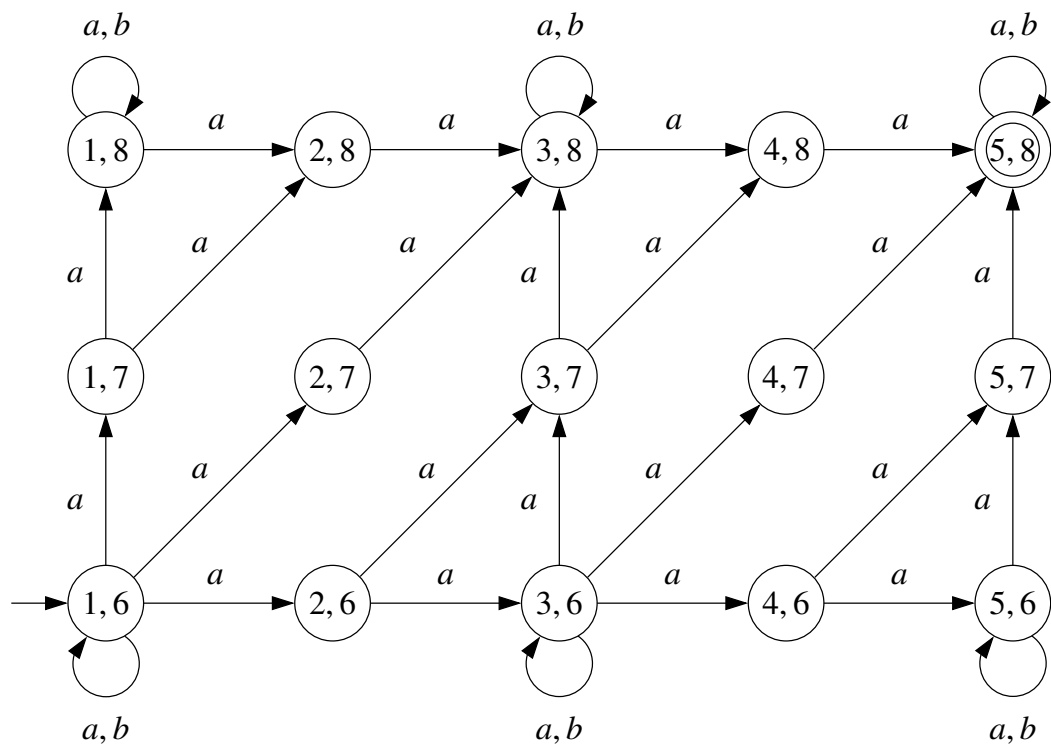 a, b a, b a, b
a a a a
1, 8 2, 8 3, 8 4, 8 5, 8
a a a a
a a a
1, 7 2, 7 3, 7 4, 7 5, 7
a a a a
a a a
a a a a
1, 6 2, 6 3, 6 4, 6 5, 6
a, b a, b a, b